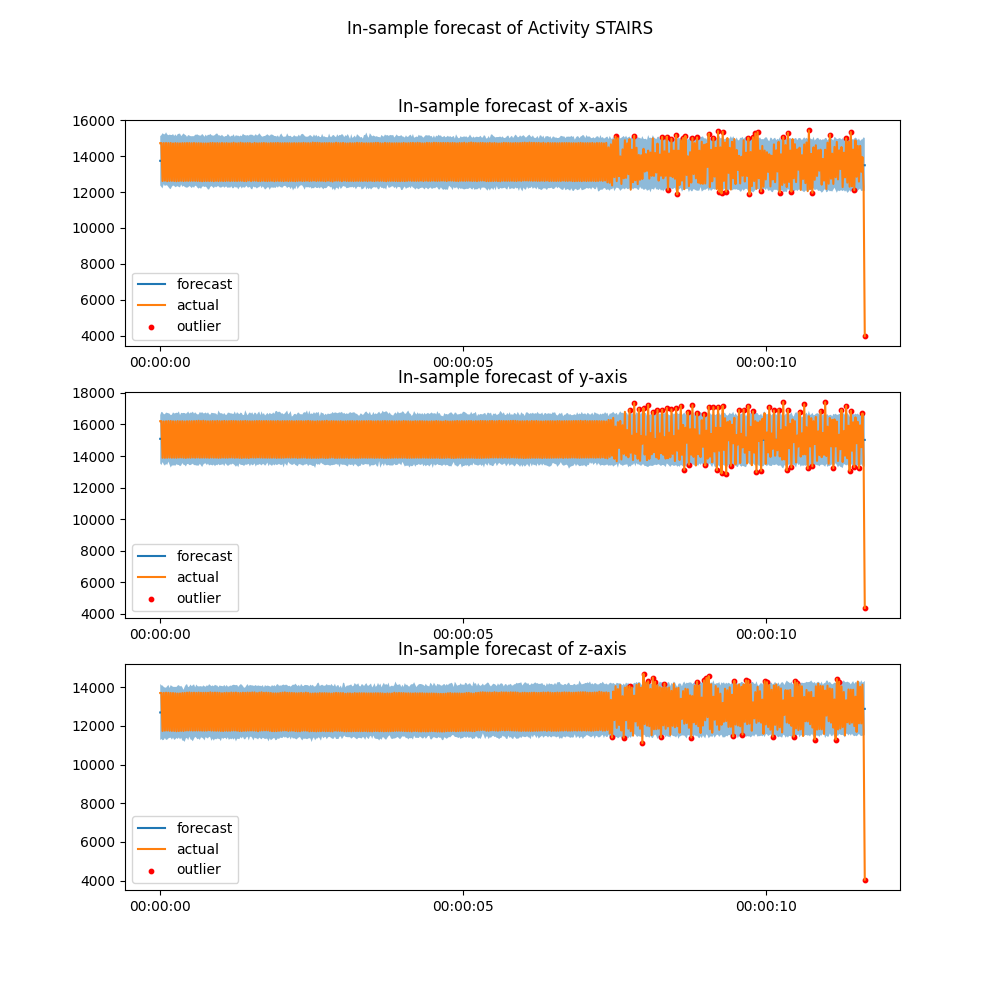 In-sample forecast of Activity STAIRS
In-sample forecast of x-axis
16000
14000
12000
10000
8000
6000
4000
forecast
actual
outlier
00:00:00 00:00:05 00:00:10
In-sample forecast of y-axis
18000
16000
14000
12000
10000
8000
6000
4000
forecast
actual
outlier
00:00:00 00:00:05 00:00:10
In-sample forecast of z-axis
14000
12000
10000
8000
6000
4000
forecast
actual
outlier
00:00:00 00:00:05 00:00:10